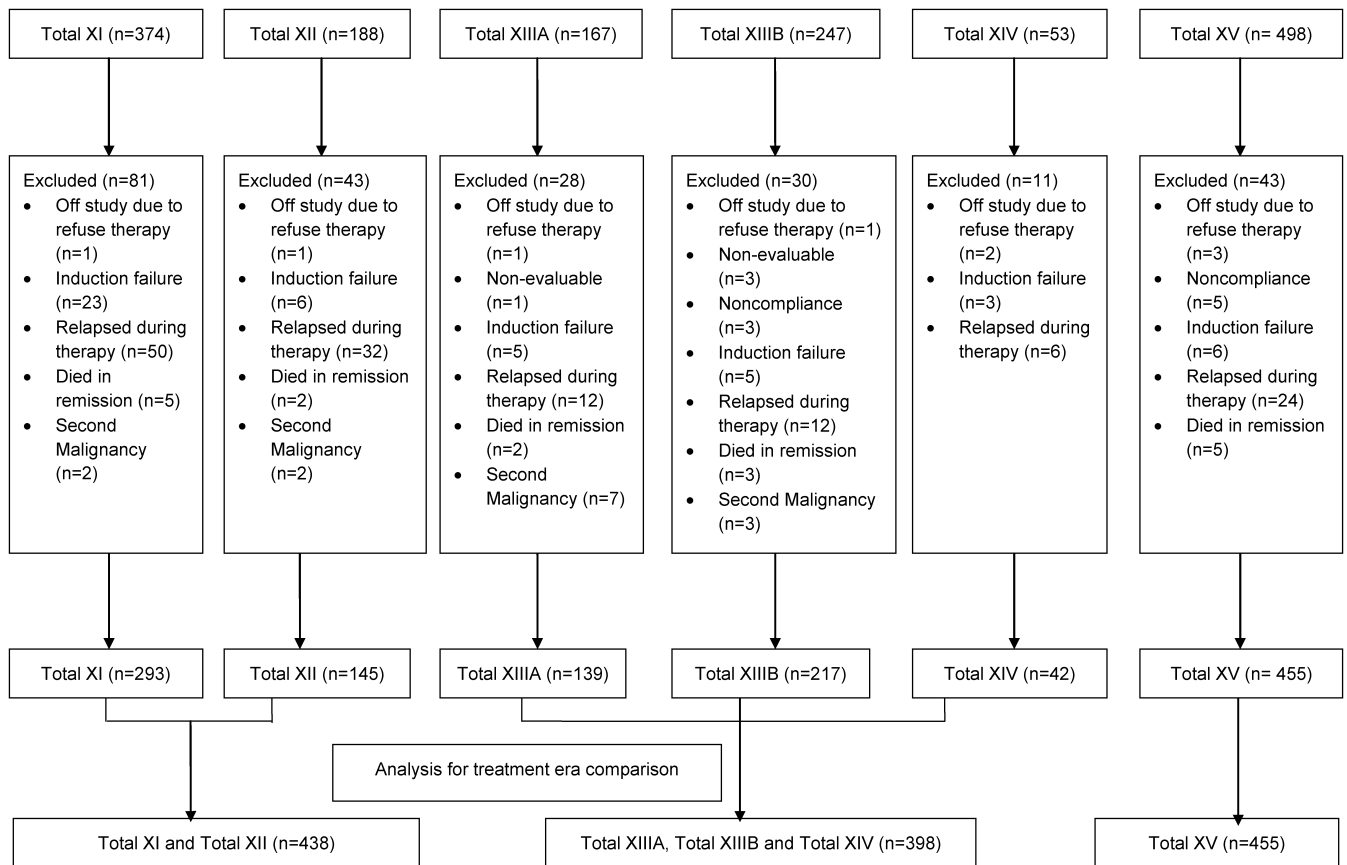 Total XI (n=374)
Total XII (n=188)
Total XIIIA (n=167)
Total XIIIB (n=247)
Total XIV (n=53)
Total XV (n= 498)
Excluded (n=81)
• Off study due to
refuse therapy
(n=1)
• Induction failure
(n=23)
• Relapsed during
therapy (n=50)
• Died in
remission (n=5)
• Second
Malignancy
(n=2)
Excluded (n=43)
• Off study due to
refuse therapy
(n=1)
• Induction failure
(n=6)
• Relapsed during
therapy (n=32)
• Died in remission
(n=2)
• Second
Malignancy
(n=2)
Excluded (n=28)
• Off study due to
refuse therapy
(n=1)
• Non-evaluable
(n=1)
• Induction failure
(n=5)
• Relapsed during
therapy (n=12)
• Died in remission
(n=2)
• Second
Malignancy (n=7)
Excluded (n=30)
• Off study due to
refuse therapy (n=1)
• Non-evaluable
(n=3)
• Noncompliance
(n=3)
• Induction failure
(n=5)
• Relapsed during
therapy (n=12)
• Died in remission
(n=3)
• Second Malignancy
(n=3)
Excluded (n=11)
• Off study due to
refuse therapy
(n=2)
• Induction failure
(n=3)
• Relapsed during
therapy (n=6)
Excluded (n=43)
• Off study due to
refuse therapy
(n=3)
• Noncompliance
(n=5)
• Induction failure
(n=6)
• Relapsed during
therapy (n=24)
• Died in remission
(n=5)
Total XI (n=293)
Total XII (n=145)
Total XIIIA (n=139)
Total XIIIB (n=217)
Total XIV (n=42)
Total XV (n= 455)
Analysis for treatment era comparison
Total XI and Total XII (n=438)
Total XIIIA, Total XIIIB and Total XIV (n=398)
Total XV (n=455)